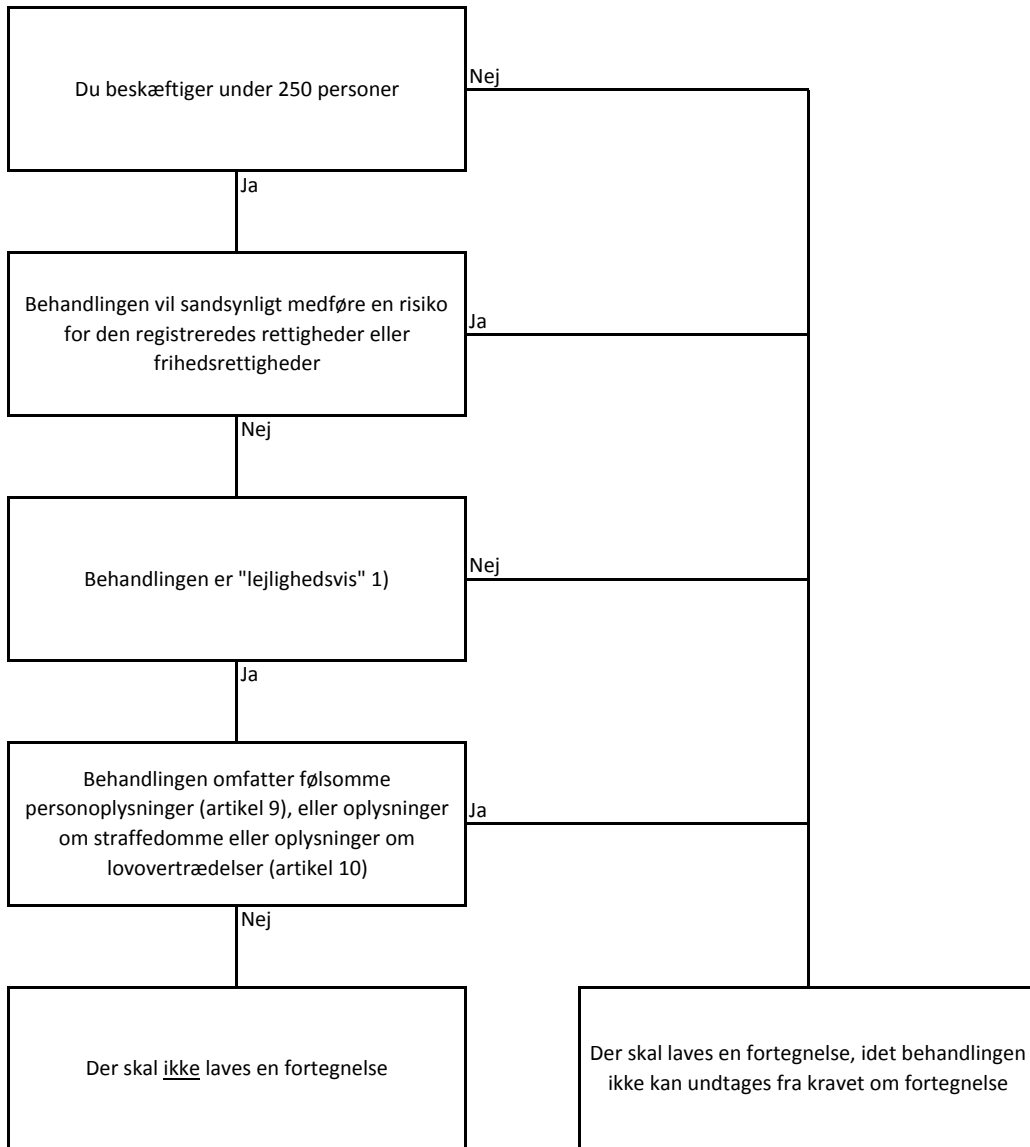 Du beskæftiger under 250 personer
Nej
Ja
Behandlingen vil sandsynligt medføre en risiko
for den registreredes rettigheder eller
frihedsrettigheder
Ja
Nej
Behandlingen er "lejlighedsvis" 1)
Nej
Ja
Behandlingen omfatter følsomme
personoplysninger (artikel 9), eller oplysninger
om straffedomme eller oplysninger om
lovovertrædelser (artikel 10)
Ja
Nej
Der skal ikke laves en fortegnelse
Der skal laves en fortegnelse, idet behandlingen
ikke kan undtages fra kravet om fortegnelse